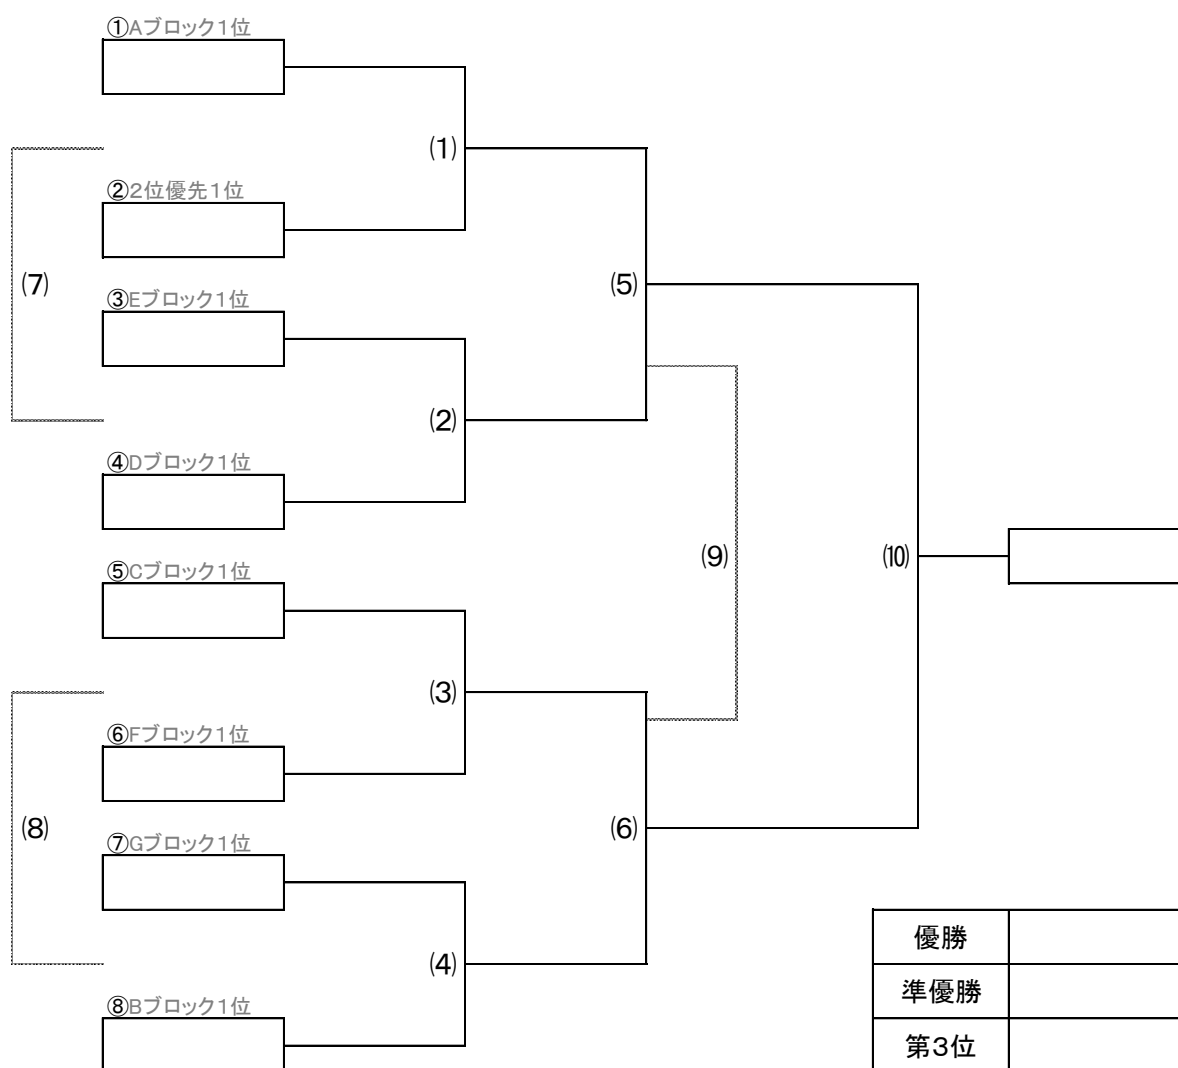 ①Aブロック1位
(1)
②2位優先1位
(7)
(5)
③Eブロック1位
(2)
④Dブロック1位
(9)
(10)
⑤Cブロック1位
(3)
⑥Fブロック1位
(8)
(6)
⑦Gブロック1位
優勝
(4)
準優勝
⑧Bブロック1位
第3位